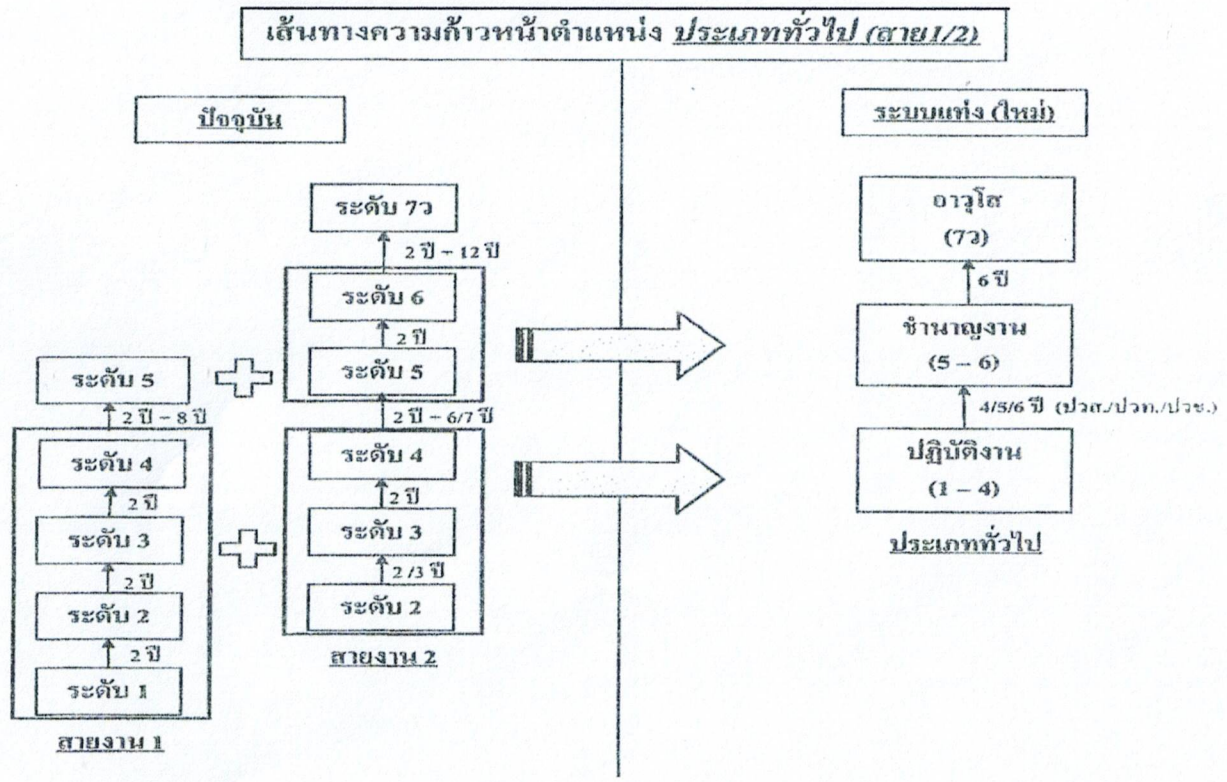 เส้นทางความก้าวหน้าตำแหน่ง ประเภททั่วไป (สาย1/2)
ปัจจุบัน
ระดับ 5
2 ปี - 8 ปี
ระดับ 4
2 ปี
ระดับ 3
2 ปี
ระดับ 2
2 ปี
ระดับ 1
สายงาน 1
ระดับ 7ว
2 ปี - 12 ปี
ระดับ 6
2 ปี
ระดับ 5
2 ปี - 6/7 ปี
ระดับ 4
2 ปี
ระดับ 3
2 /3 ปี
ระดับ 2
สายงาน 2
ระบบแท่ง (ใหม่)
อาวุโส
(7ว)
6 ปี
ชำนาญงาน
(5 – 6)
4/5/6 ปี (ปวส./ปวท./ปวช.)
ปฏิบัติงาน
(1 – 4)
ประเภททั่วไป